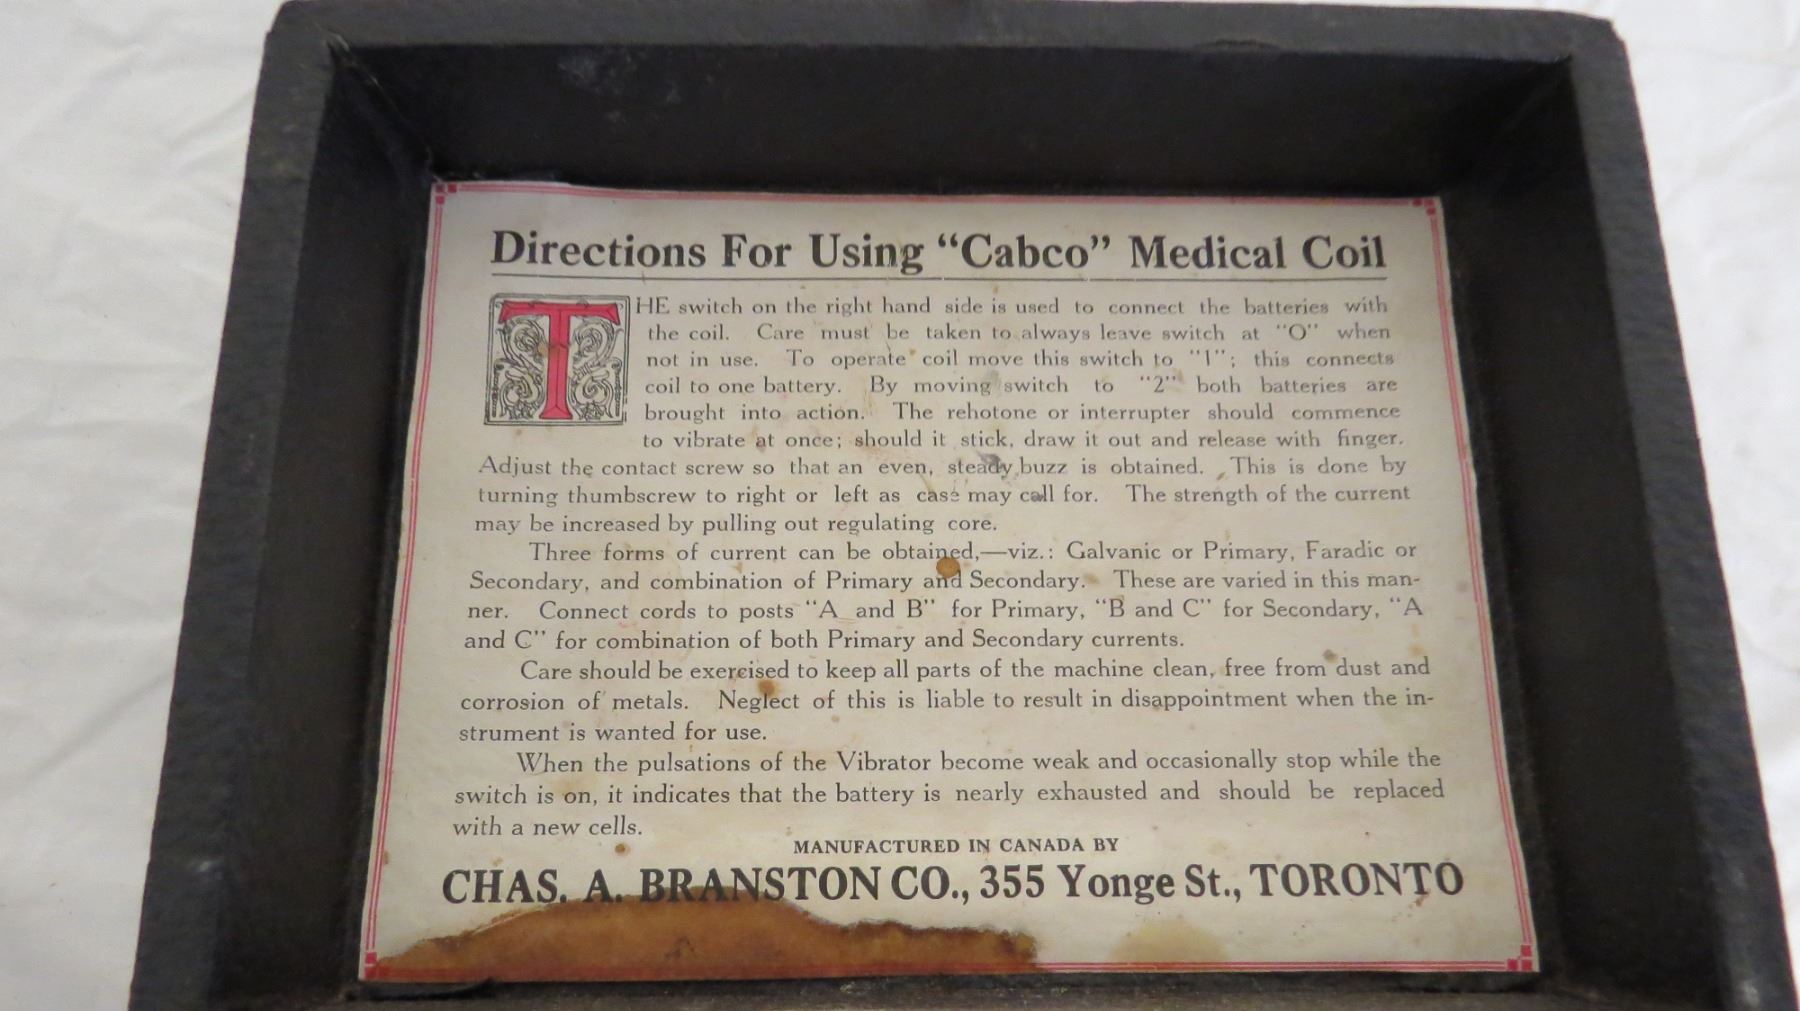 Directions For Using "Cabco" Medical Coil
THE switch on the right hand side is used to connect the batteries with
the coil. Care must be taken to always leave switch at "O" when
not in use. To operate coil move this switch to "1"; this connects
coil to one battery. By moving switch to "2" both batteries are
brought into action. The rehotone or interrupter should commence
to vibrate at once; should it stick, draw it out and release with finger.
Adjust the contact screw so that an even, steady buzz is obtained. This is done by
turning thumbscrew to right or left as case may call for. The strength of the current
may be increased by pulling out regulating core.
Three forms of current can be obtained,—viz.: Galvanic or Primary, Faradic or
Secondary, and combination of Primary and Secondary. These are varied in this man-
ner. Connect cords to posts "A and B" for Primary, "B and C" for Secondary, "A
and C" for combination of both Primary and Secondary currents.
Care should be exercised to keep all parts of the machine clean, free from dust and
corrosion of metals. Neglect of this is liable to result in disappointment when the in-
strument is wanted for use.
When the pulsations of the Vibrator become weak and occasionally stop while the
switch is on, it indicates that the battery is nearly exhausted and should be replaced
with a new cells.
MANUFACTURED IN CANADA BY
CHAS. A. BRANSTON CO., 355 Yonge St., TORONTO